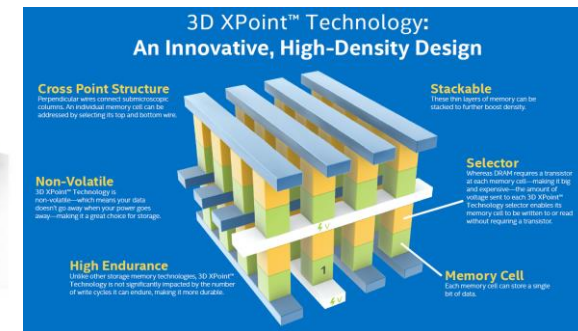 3D XPoint™ Technology:
An Innovative, High-Density Design
Cross Point Structure
Perpendicular wires connect submicroscopic
columns. An individual memory cell can be
addressed by selecting its top and bottom wire.
Stackable
These thin layers of memory can be
stacked to further boost density.
Non-Volatile
3D XPoint™ Technology is
non-volatile—which means your data
doesn't go away when your power goes
away—making it a great choice for storage.
Selector
Whereas DRAM requires a transistor
at each memory cell—making it big
and expensive—the amount of
voltage sent to each 3D XPoint™
Technology selector enables its
memory cell to be written to or read
without requiring a transistor.
High Endurance
Unlike other storage memory technologies, 3D XPoint™
Technology is not significantly impacted by the number
of write cycles it can endure, making it more durable.
Memory Cell
Each memory cell can store a single
bit of data.
1